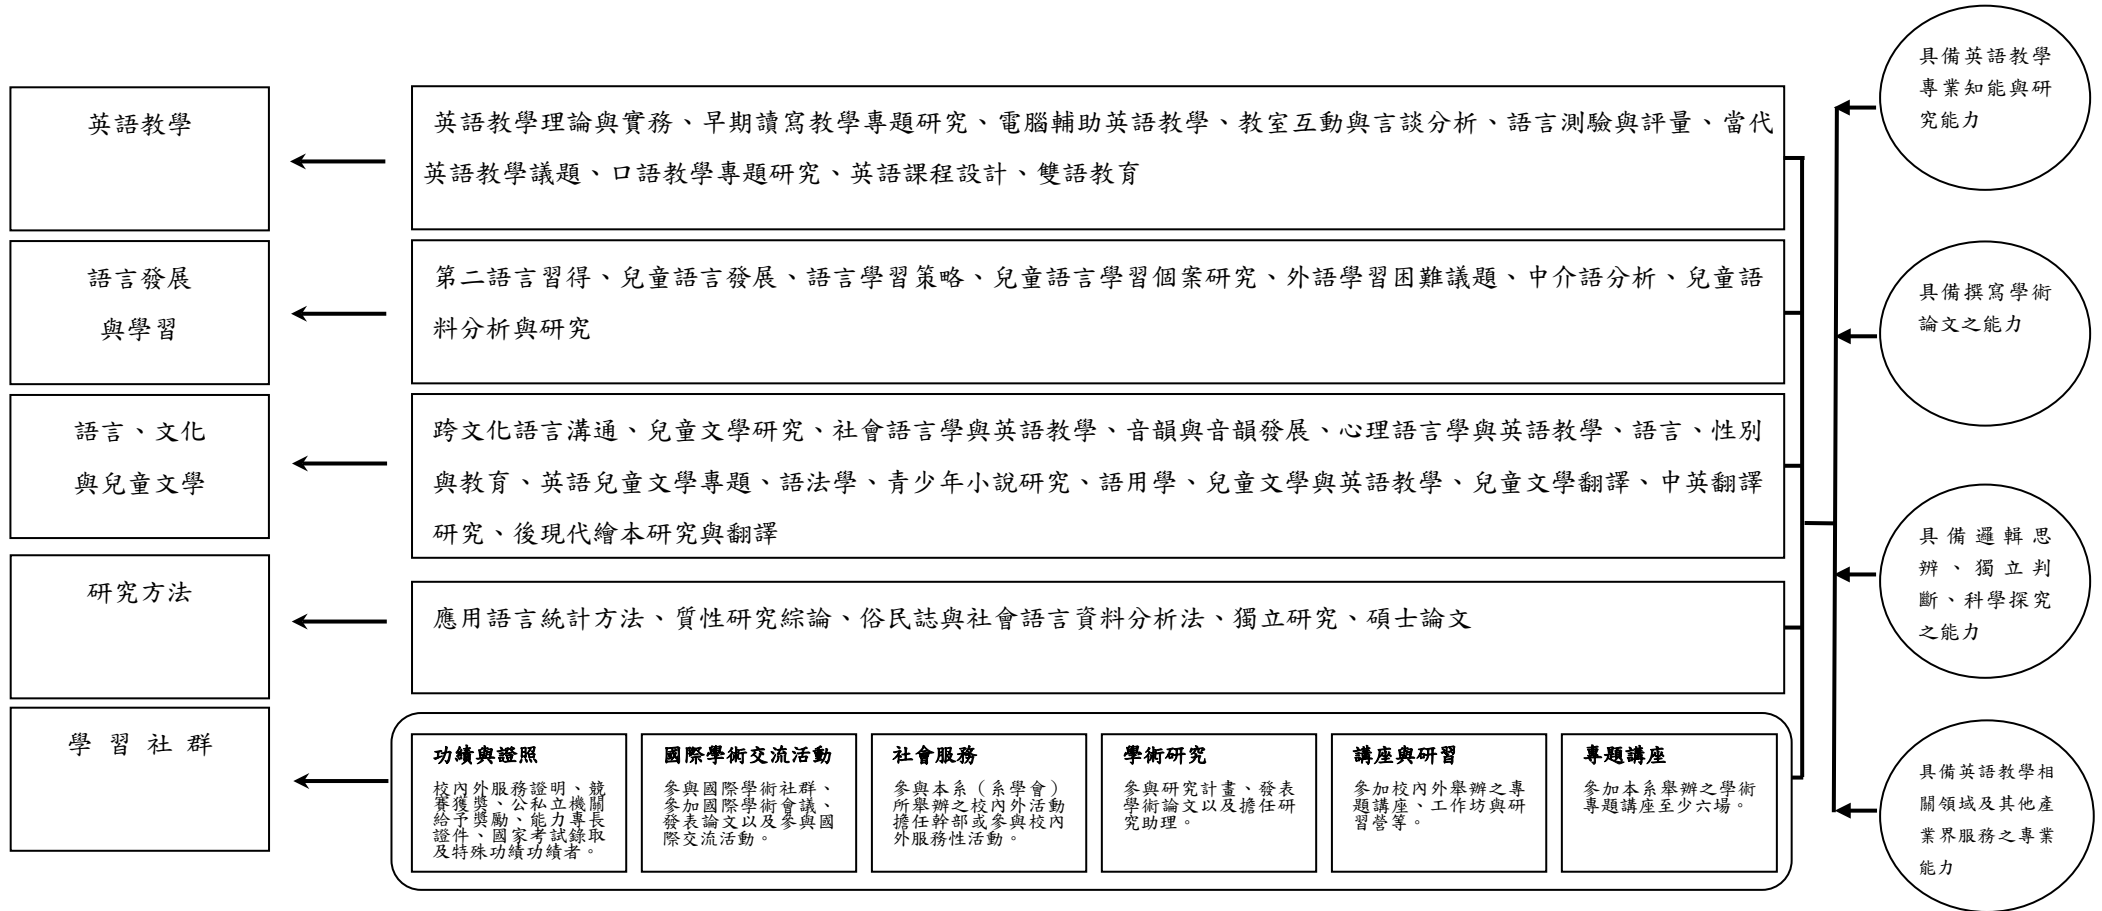 英語教學
英語教學理論與實務、早期讀寫教學專題研究、電腦輔助英語教學、教室互動與言談分析、語言測驗與評量、當代
英語教學議題、口語教學專題研究、英語課程設計、雙語教育
語言發展
與學習
第二語言習得、兒童語言發展、語言學習策略、兒童語言學習個案研究、外語學習困難議題、中介語分析、兒童語
料分析與研究
語言、文化
與兒童文學
跨文化語言溝通、兒童文學研究、社會語言學與英語教學、音韻與音韻發展、心理語言學與英語教學、語言、性別
與教育、英語兒童文學專題、語法學、青少年小說研究、語用學、兒童文學與英語教學、兒童文學翻譯、中英翻譯
研究、後現代繪本研究與翻譯
研究方法
應用語言統計方法、質性研究綜論、俗民誌與社會語言資料分析法、獨立研究、碩士論文
學 習 社 群
功績與證照
校內外服務證明、競
賽獲獎、公私立機關
給予獎勵、能力專長
證件、國家考試錄取
及特殊功績功績者。
國際學術交流活動
參與國際學術社群、
參加國際學術會議、
發表論文以及參與國
際交流活動。
社會服務
參與本系（系學會）
所舉辦之校內外活動
擔任幹部或參與校內
外服務性活動。
學術研究
參與研究計畫、發表
學術論文以及擔任研
究助理。
講座與研習
參加校內外舉辦之專
題講座、工作坊與研
習營等。
專題講座
參加本系舉辦之學術
專題講座至少六場。
具備英語教學
專業知能與研
究能力
具備撰寫學術
論文之能力
具備邏輯思
辨、獨立判
斷、科學探究
之能力
具備英語教學相
關領域及其他產
業界服務之專業
能力